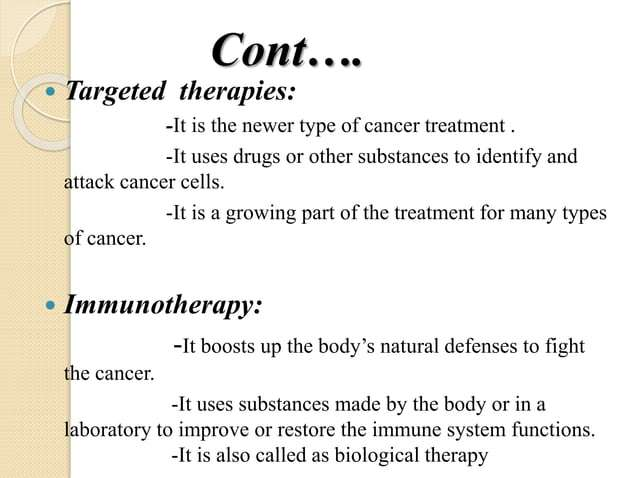 Cont….
• Targeted therapies:
-It is the newer type of cancer treatment .
-It uses drugs or other substances to identify and
attack cancer cells.
-It is a growing part of the treatment for many types
of cancer.
• Immunotherapy:
-It boosts up the body’s natural defenses to fight
the cancer.
-It uses substances made by the body or in a
laboratory to improve or restore the immune system functions.
-It is also called as biological therapy